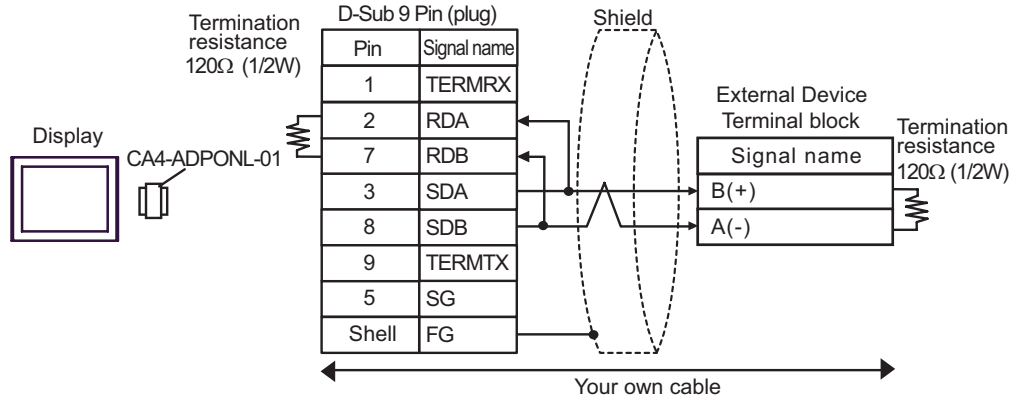 Termination
resistance
120Ω (1/2W)
D-Sub 9 Pin (plug)
Shield
Pin Signal name
1 TERMRX
2 RDA
7 RDB
3 SDA
8 SDB
9 TERMTX
5 SG
Shell FG
Display
CA4-ADPONL-01
External Device
Terminal block
Signal name
B(+)
A(-)
Termination
resistance
120Ω (1/2W)
Your own cable